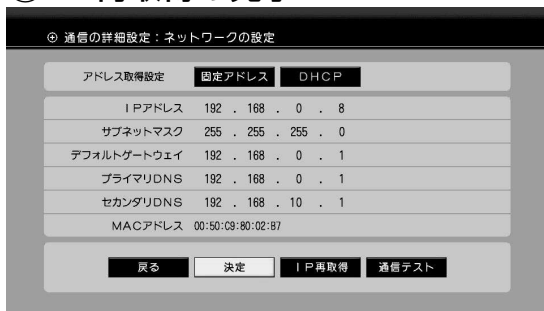 ⊕ 通信の詳細設定：ネットワークの設定
アドレス取得設定 固定アドレス DHCP
IPアドレス 192 . 168 . 0 . 8
サブネットマスク 255 . 255 . 255 . 0
デフォルトゲートウェイ 192 . 168 . 0 . 1
プライマリDNS 192 . 168 . 0 . 1
セカンダリDNS 192 . 168 . 10 . 1
MACアドレス 00:50:C9:80:02:B7
戻る 決定 IP再取得 通信テスト